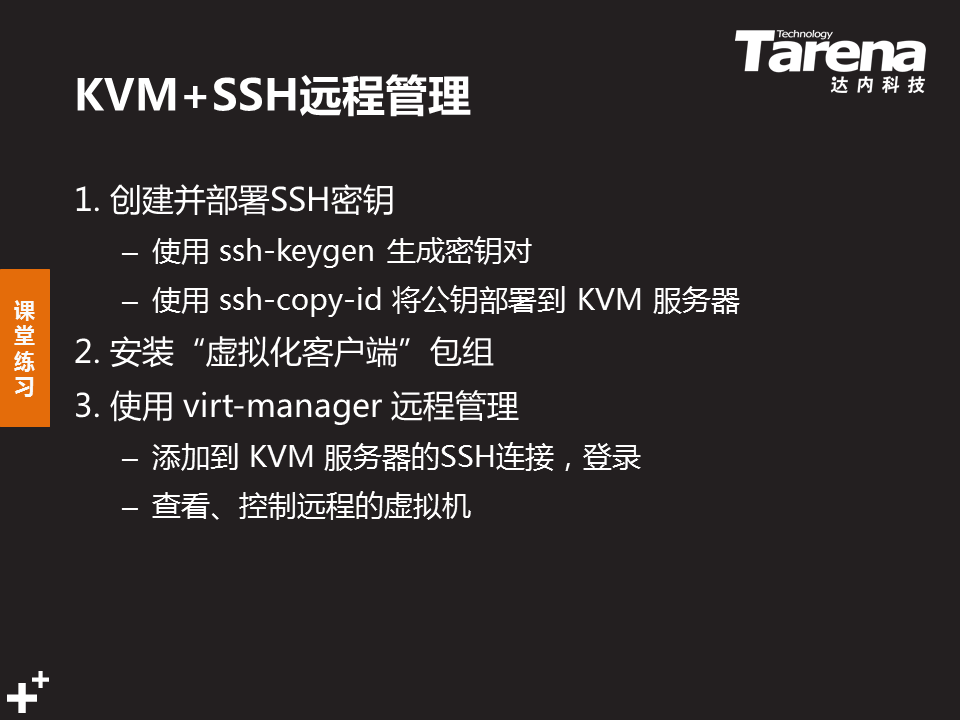 Technology
Tarena
达内科技
KVM+SSH远程管理
1. 创建并部署SSH密钥
– 使用 ssh-keygen 生成密钥对
– 使用 ssh-copy-id 将公钥部署到 KVM 服务器
课堂练习
2. 安装“虚拟化客户端”包组
3. 使用 virt-manager 远程管理
– 添加到 KVM 服务器的SSH连接，登录
– 查看、控制远程的虚拟机